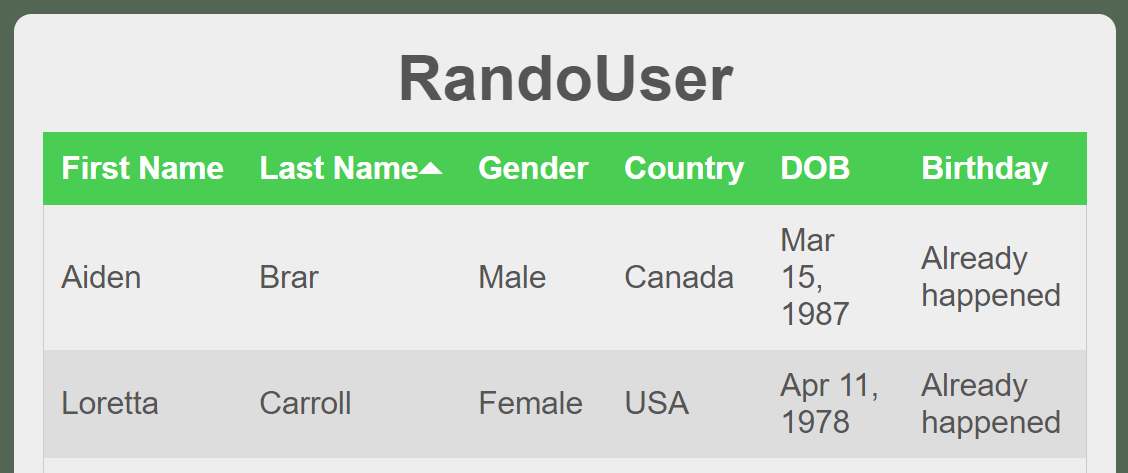 RandoUser
First Name Last Name Gender Country DOB Birthday
Aiden Brar Male Canada Mar 15, 1987 Already happened
Loretta Carroll Female USA Apr 11, 1978 Already happened